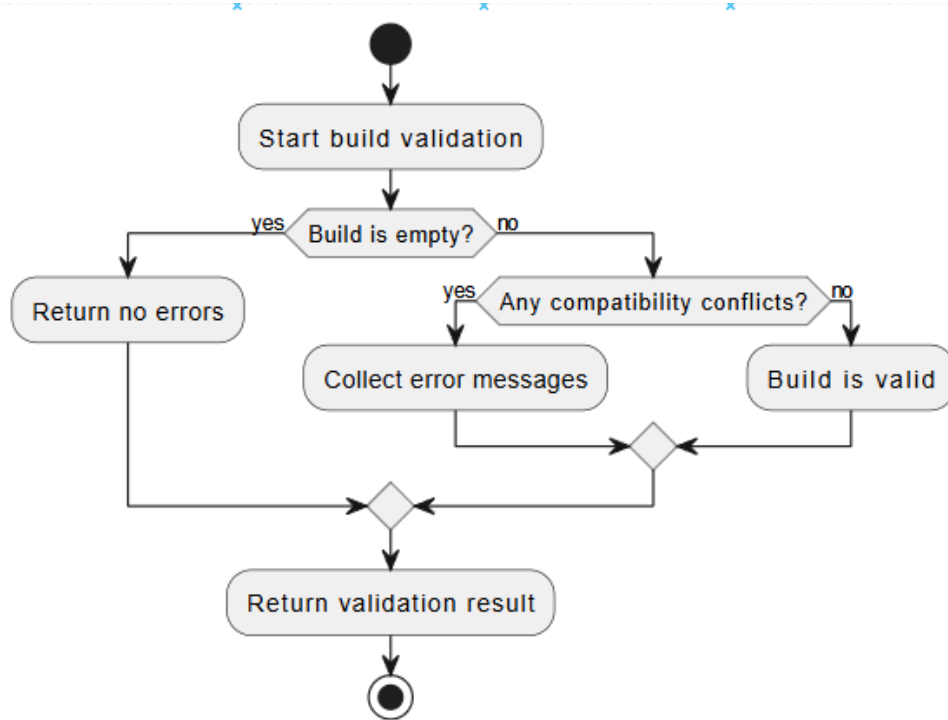 Start build validation
yes
Build is empty?
no
Return no errors
yes
Any compatibility conflicts?
no
Collect error messages
Build is valid
Return validation result